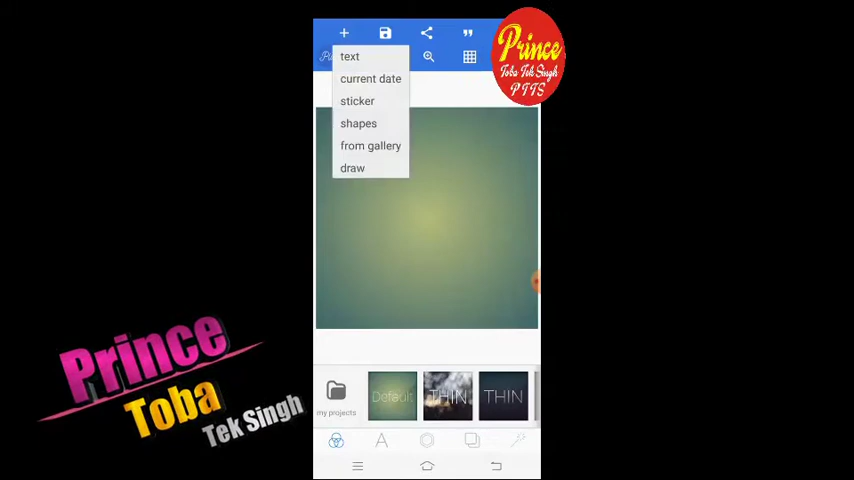 text
current date
sticker
shapes
from gallery
draw
Prince
Toba Tek Singh
PTTS
my projects
Default
THIN
THIN
A
Prince
Toba
Tek Singh